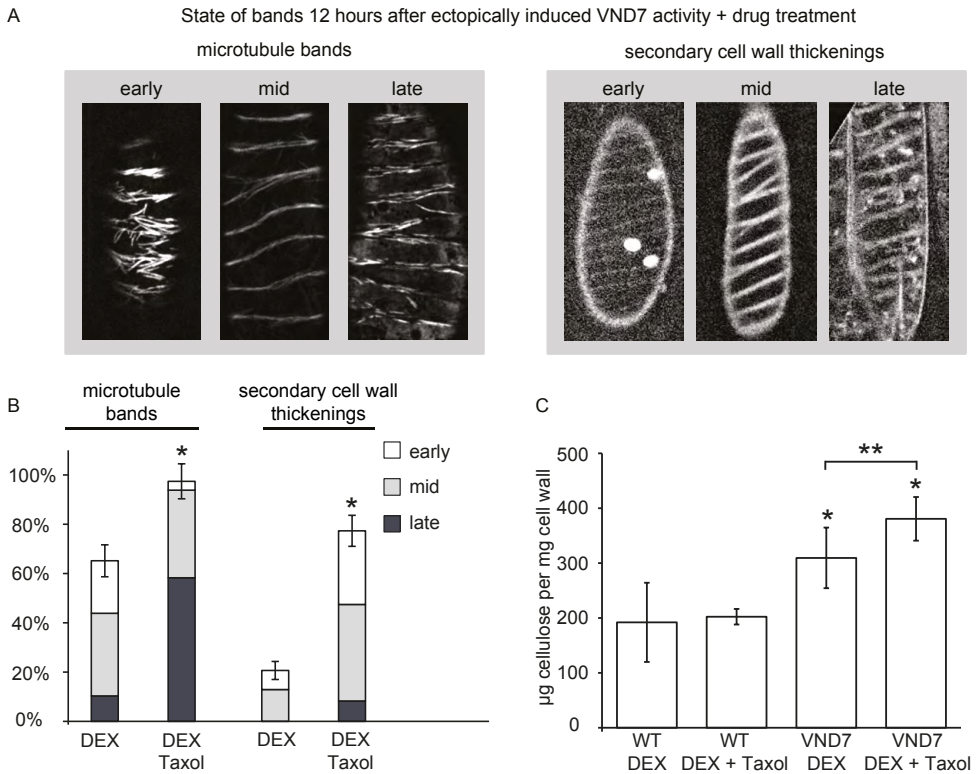 A
State of bands 12 hours after ectopically induced VND7 activity + drug treatment
microtubule bands
early mid late
secondary cell wall thickenings
early mid late
B
microtubule
bands
secondary cell wall
thickenings
early
mid
late
100%
80%
60%
40%
20%
0%
*
*
DEX
DEX
Taxol
DEX
DEX
Taxol
C
µg cellulose per mg cell wall
500
400
300
200
100
0
**
*
*
WT
DEX
WT
DEX + Taxol
VND7
DEX
VND7
DEX + Taxol